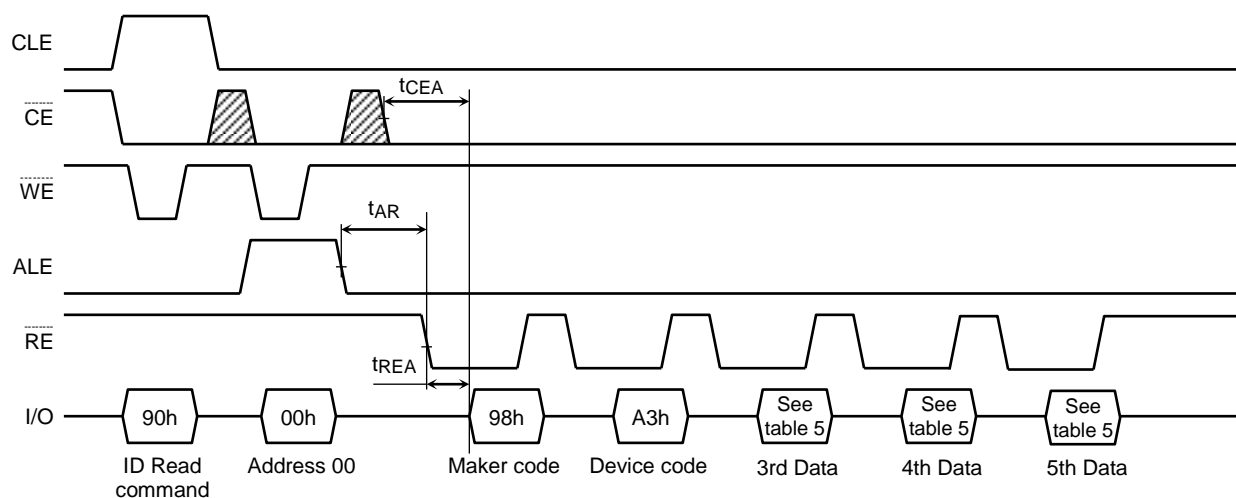 CLE
tCEA
CE
WE
tAR
ALE
RE
tREA
I/O
90h
00h
98h
A3h
See
table 5
See
table 5
See
table 5
ID Read
command
Address 00
Maker code
Device code
3rd Data
4th Data
5th Data